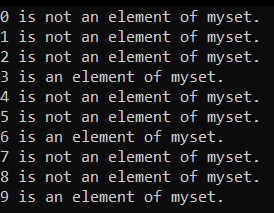 0 is not an element of myset.
1 is not an element of myset.
2 is not an element of myset.
3 is an element of myset.
4 is not an element of myset.
5 is not an element of myset.
6 is an element of myset.
7 is not an element of myset.
8 is not an element of myset.
9 is an element of myset.